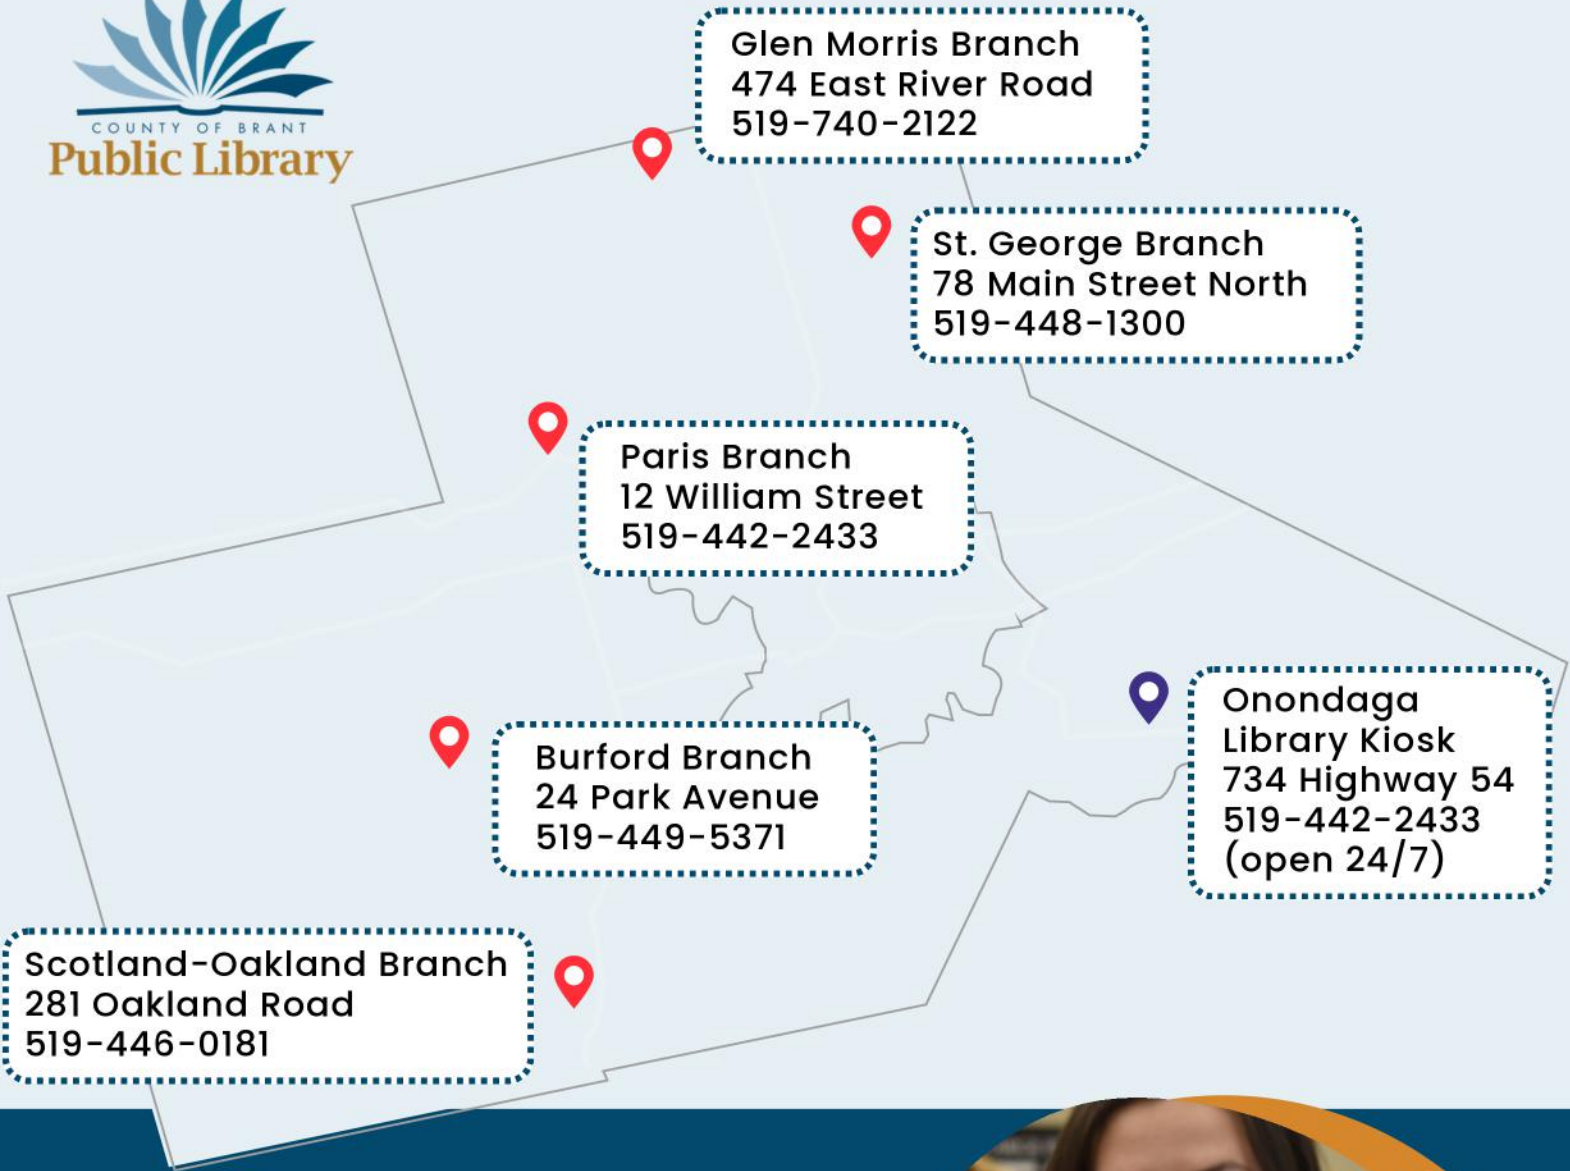 COUNTY OF BRANT
Public Library
Glen Morris Branch
474 East River Road
519-740-2122
St. George Branch
78 Main Street North
519-448-1300
Paris Branch
12 William Street
519-442-2433
Burford Branch
24 Park Avenue
519-449-5371
Onondaga
Library Kiosk
734 Highway 54
519-442-2433
(open 24/7)
Scotland-Oakland Branch
281 Oakland Road
519-446-0181